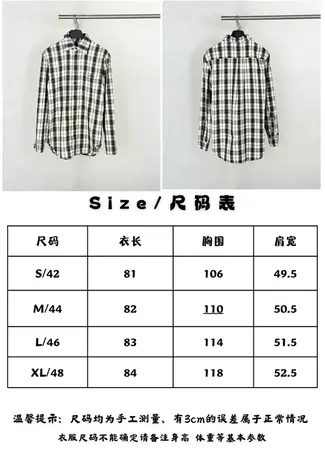 Size/尺码表
尺码 衣长 胸围 肩宽
S/42 81 106 49.5
M/44 82 110 50.5
L/46 83 114 51.5
XL/48 84 118 52.5
温馨提示：尺码均为手工测量、有3cm的误差属于正常情况
衣服尺码不能确定请备注身高 体重等基本参数